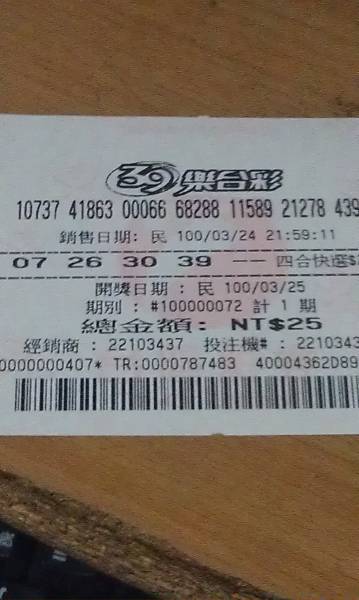 39樂合彩
10737 41863 00066 68288 11589 21278 439
銷售日期: 民 100/03/24 21:59:11
07 26 30 39 -- 四合快選$
開獎日期 : 民 100/03/25
期別 : #100000072 計 1 期
總金額: NT$25
經銷商 : 22103437 投注機# : 2210343
0000000407* TR:0000787483 40004362D89